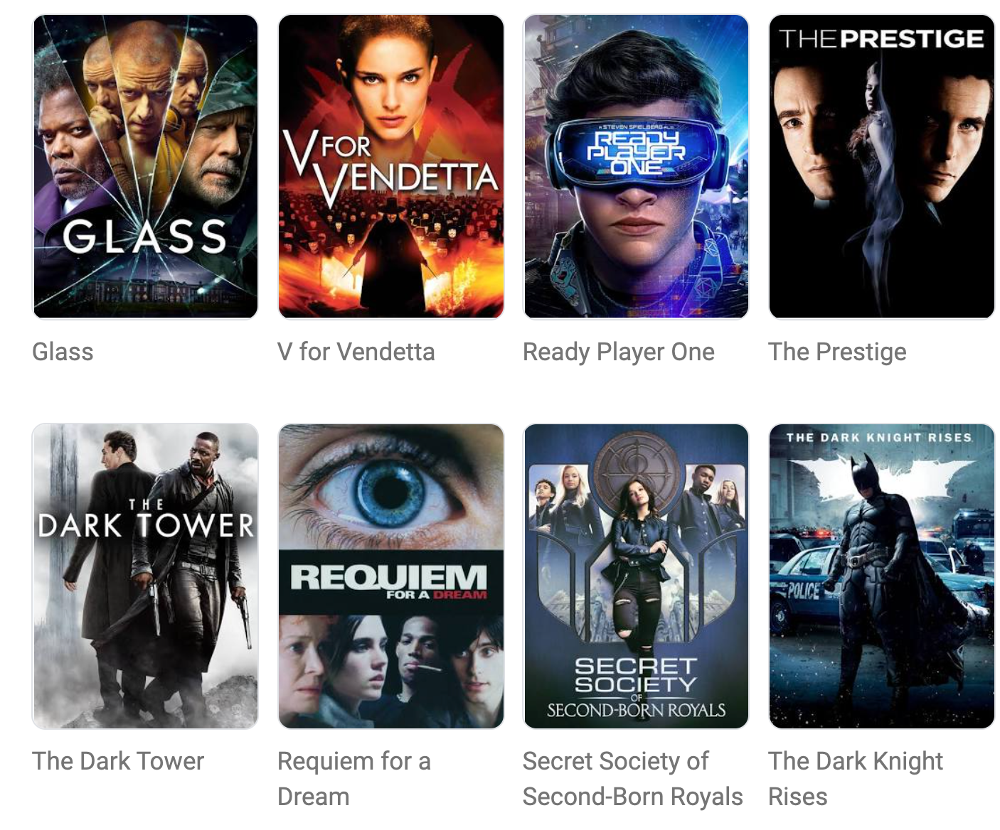 GLASS
V FOR
VENDETTA
A STEVEN SPIELBERG FILM
READY
PLAYER
ONE
THE PRESTIGE
Glass
V for Vendetta
Ready Player One
The Prestige
THE
DARK TOWER
REQUIEM
FOR A DREAM
SECRET
SOCIETY
OF
SECOND-BORN ROYALS
THE DARK KNIGHT RISES
POLICE
The Dark Tower
Requiem for a
Dream
Secret Society of
Second-Born Royals
The Dark Knight
Rises